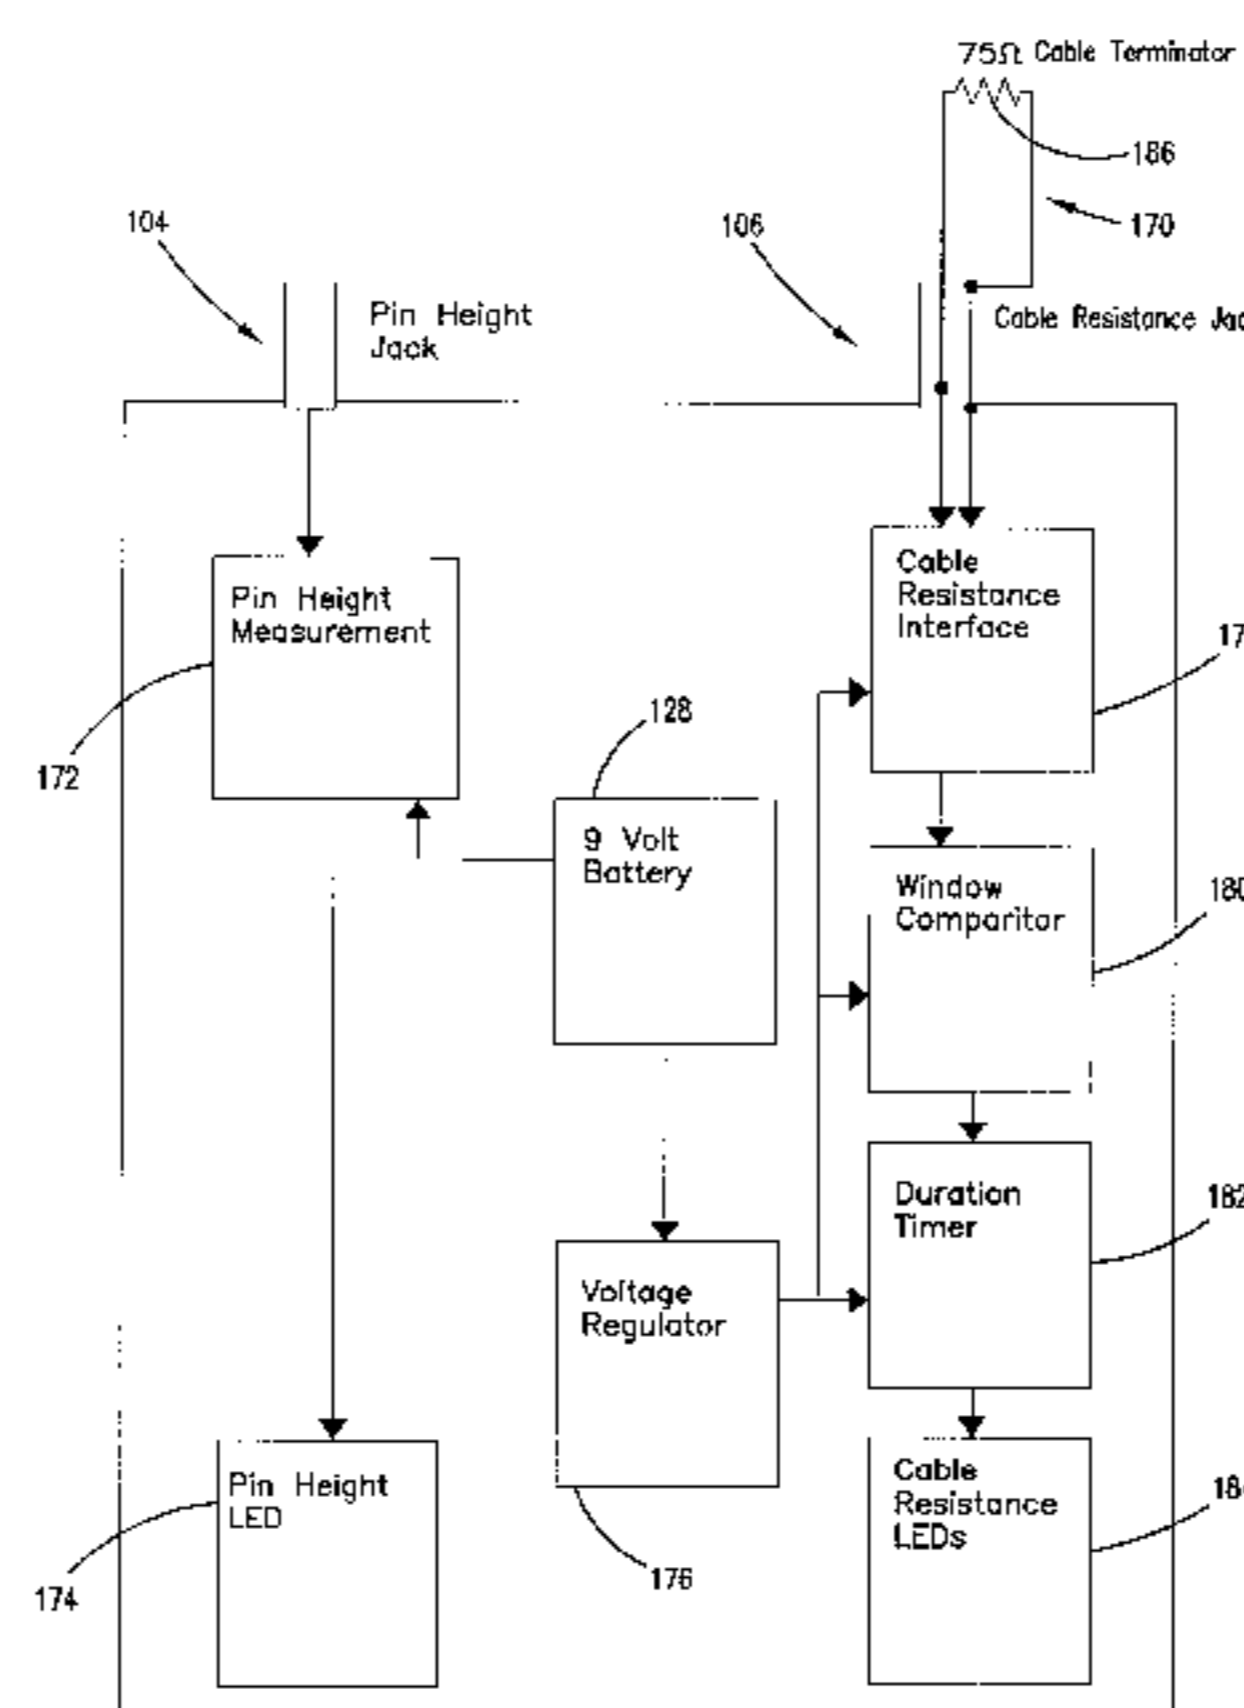 75Ω Cable Terminator
186
104
106
170
Pin Height
Jack
Cable Resistance
Cable
Resistance
Interface
Pin Height
Measurement
128
172
9 Volt
Battery
Window
Comparitor
Duration
Timer
Voltage
Regulator
Cable
Resistance
LEDs
Pin Height
LED
176
174